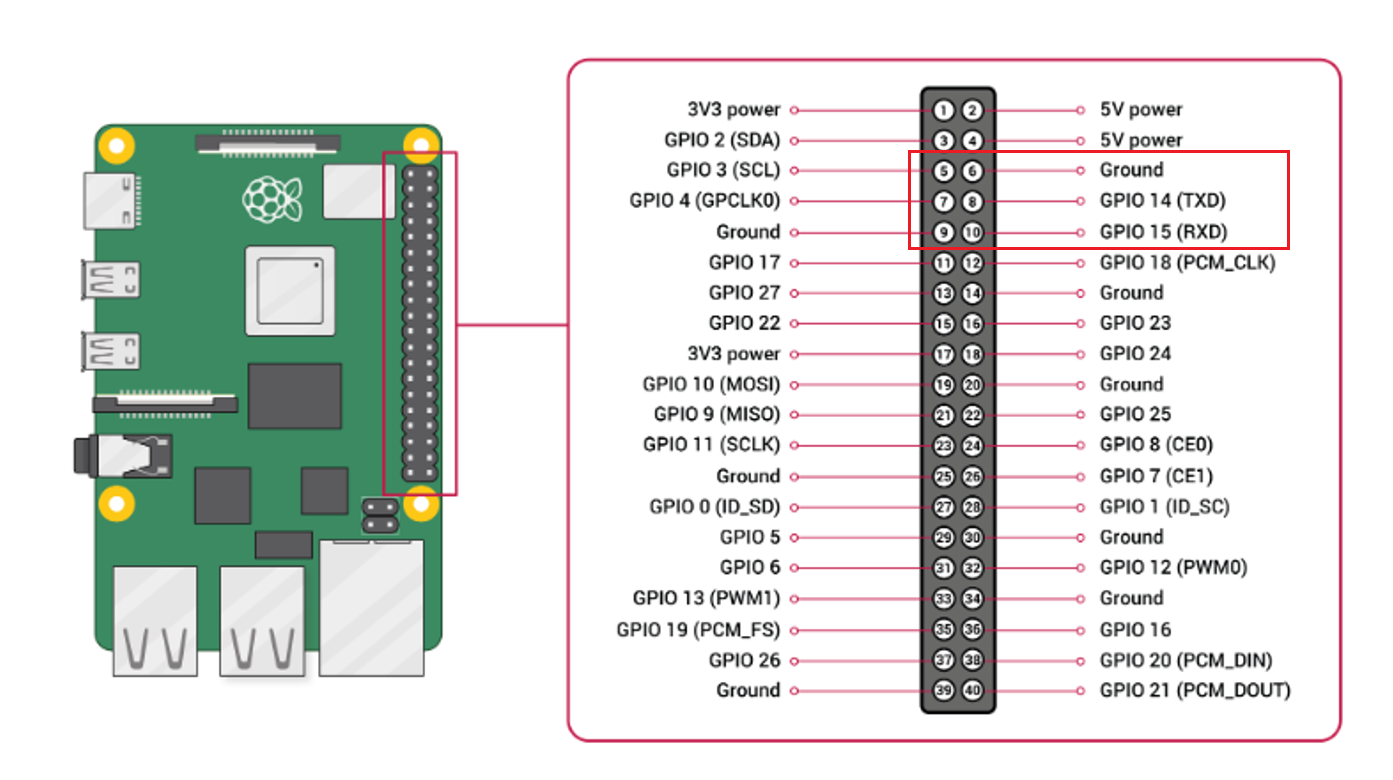 3V3 power 1 2 5V power
GPIO 2 (SDA) 3 4 5V power
GPIO 3 (SCL) 5 6 Ground
GPIO 4 (GPCLK0) 7 8 GPIO 14 (TXD)
Ground 9 10 GPIO 15 (RXD)
GPIO 17 11 12 GPIO 18 (PCM_CLK)
GPIO 27 13 14 Ground
GPIO 22 15 16 GPIO 23
3V3 power 17 18 GPIO 24
GPIO 10 (MOSI) 19 20 Ground
GPIO 9 (MISO) 21 22 GPIO 25
GPIO 11 (SCLK) 23 24 GPIO 8 (CE0)
Ground 25 26 GPIO 7 (CE1)
GPIO 0 (ID_SD) 27 28 GPIO 1 (ID_SC)
GPIO 5 29 30 Ground
GPIO 6 31 32 GPIO 12 (PWM0)
GPIO 13 (PWM1) 33 34 Ground
GPIO 19 (PCM_FS) 35 36 GPIO 16
GPIO 26 37 38 GPIO 20 (PCM_DIN)
Ground 39 40 GPIO 21 (PCM_DOUT)